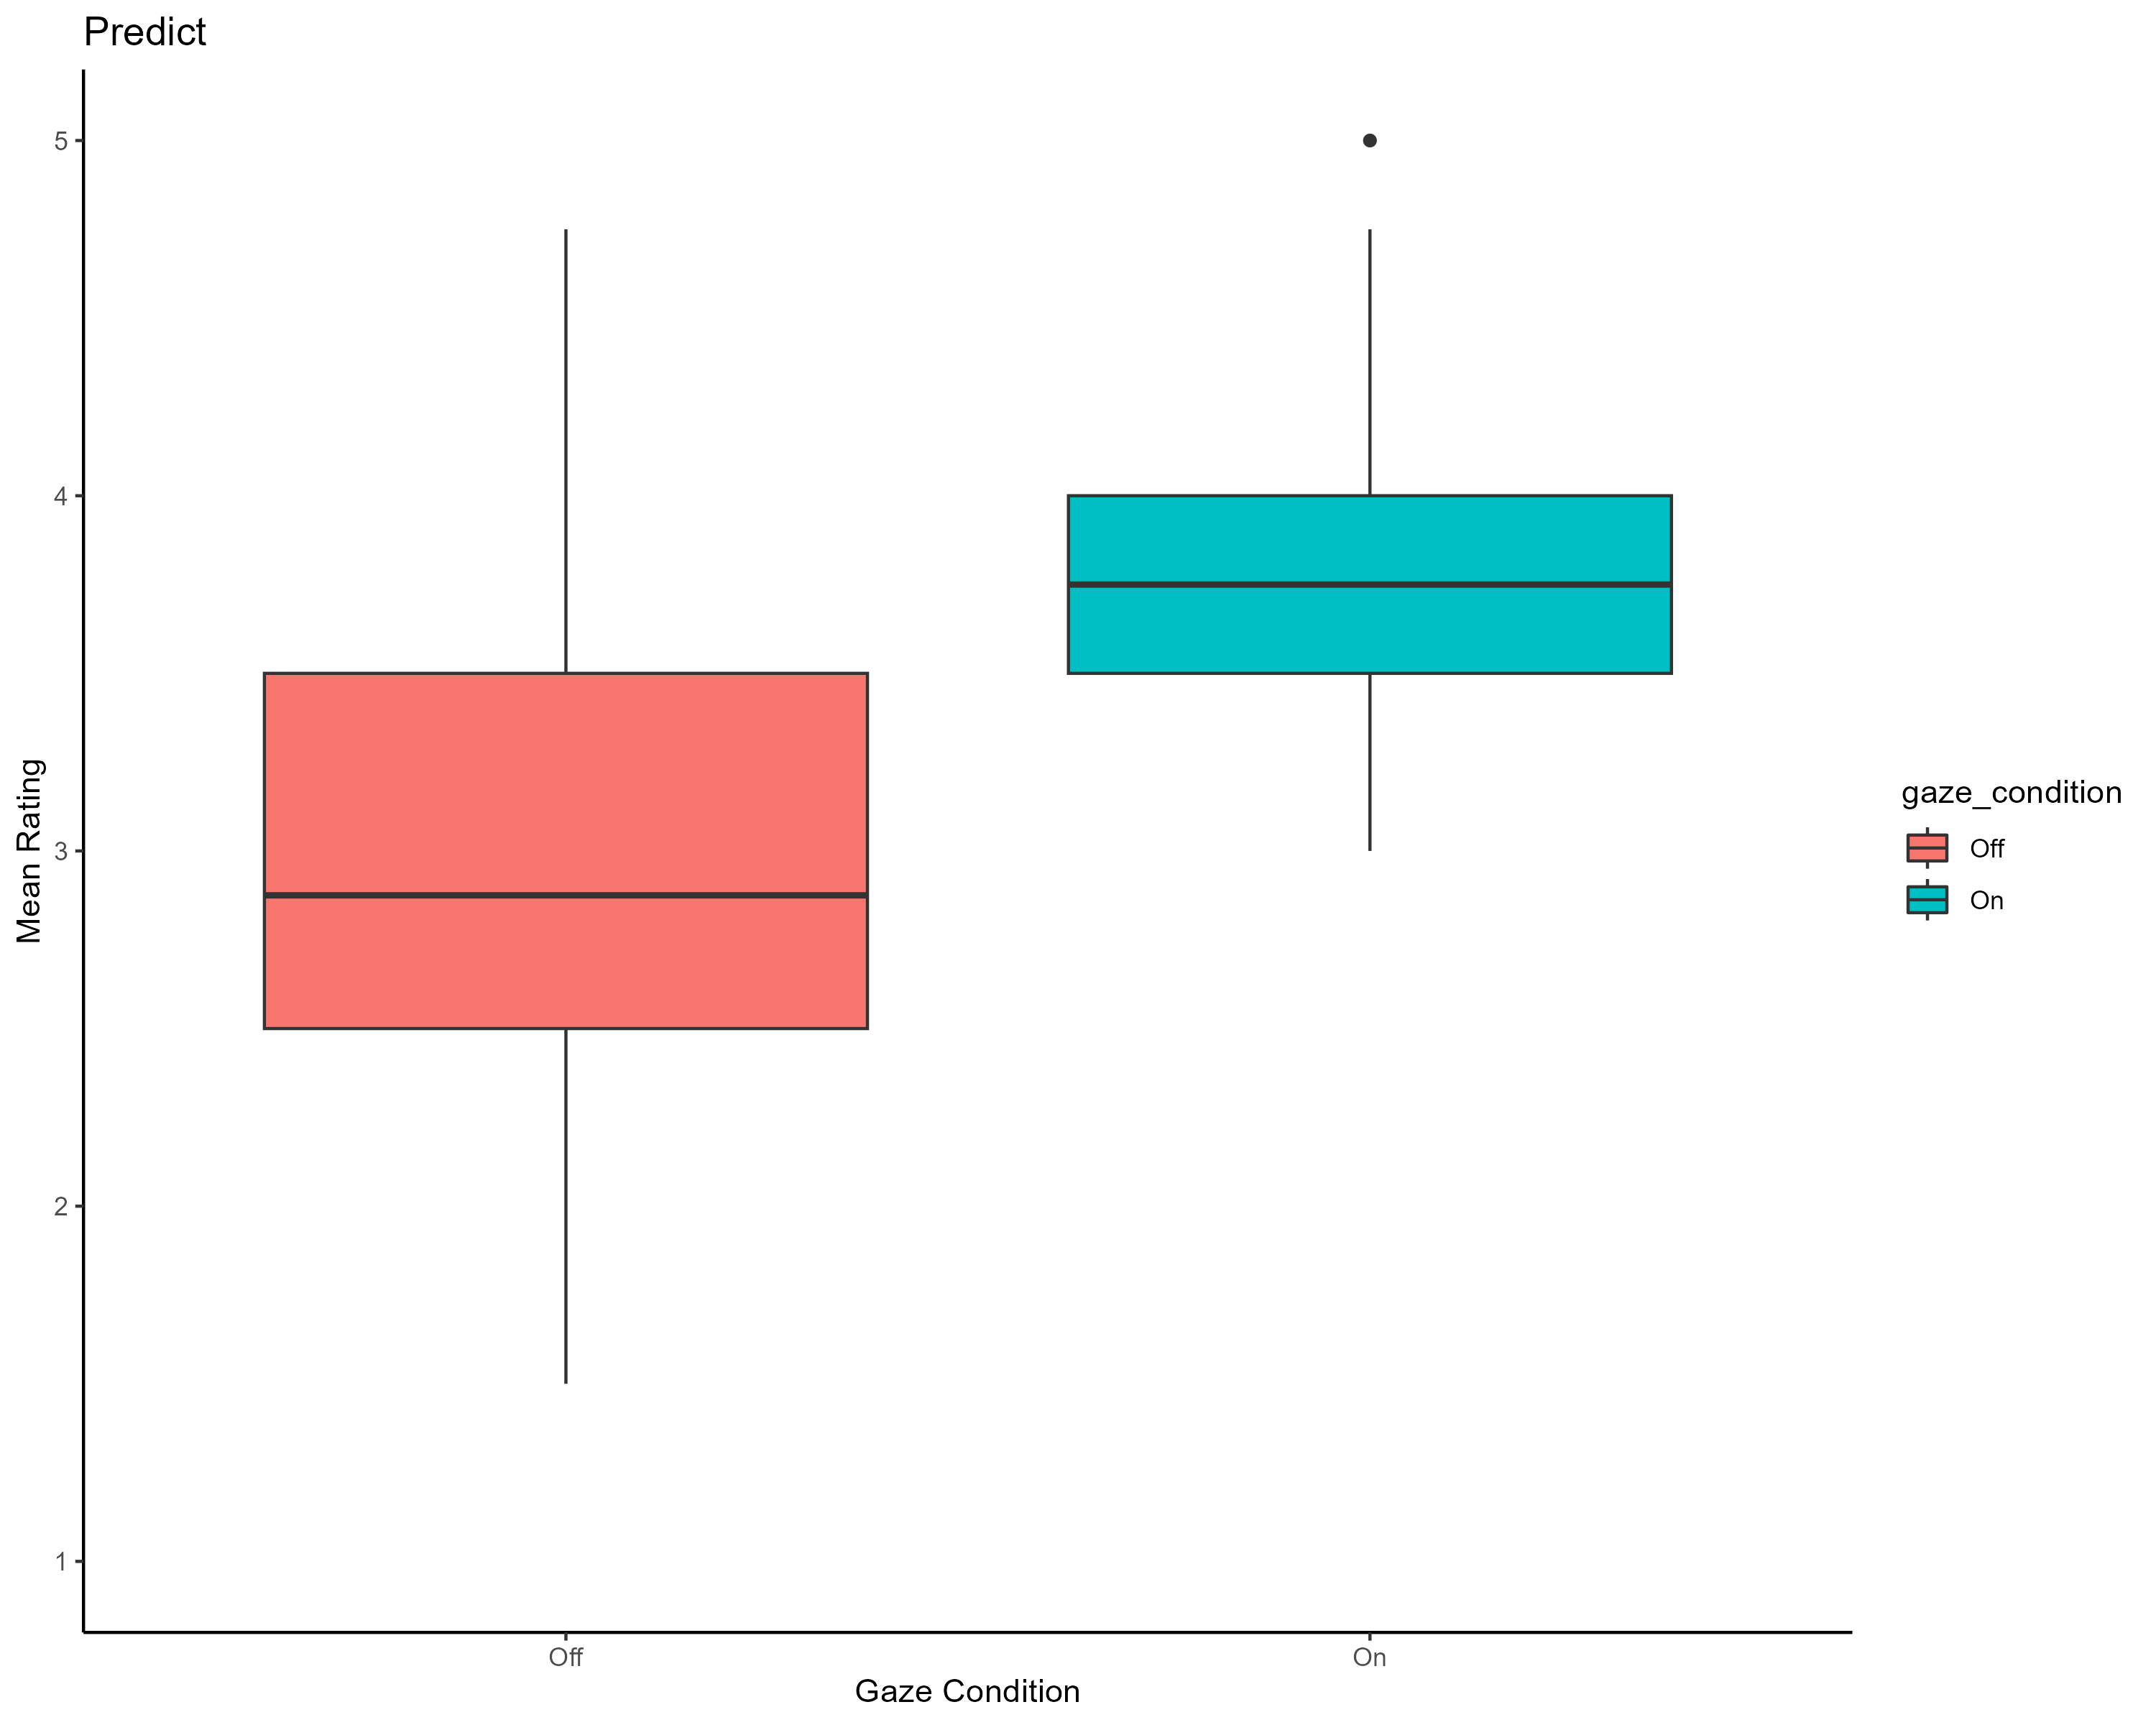 Predict
5
4
3
2
1
Mean Rating
Off
On
Gaze Condition
gaze_condition
Off
On